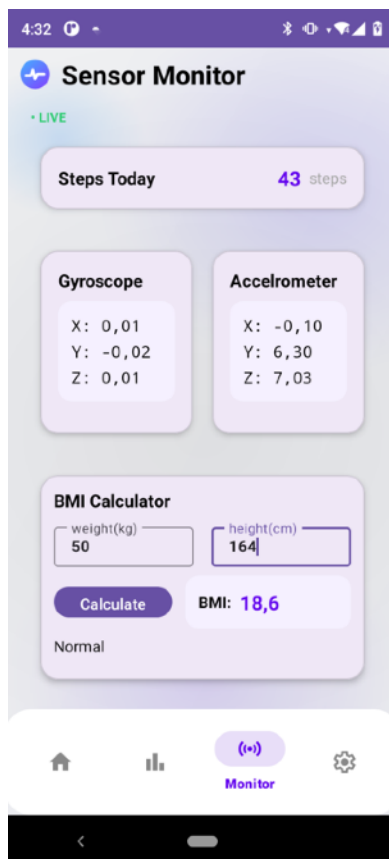 4:32
Sensor Monitor
• LIVE
Steps Today 43 steps
Gyroscope
X: 0,01
Y: -0,02
Z: 0,01
Accelrometer
X: -0,10
Y: 6,30
Z: 7,03
BMI Calculator
weight(kg)
50
height(cm)
164
Calculate
BMI: 18,6
Normal
Monitor